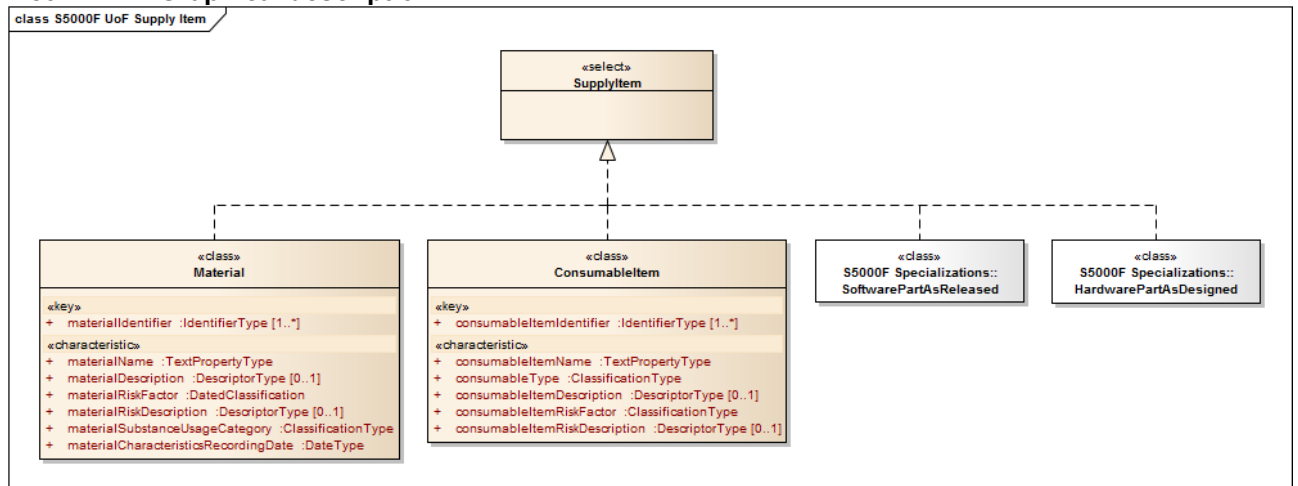 class S5000F UoF Supply Item
«select»
SupplyItem
«class»
Material
«key»
+ materialIdentifier :IdentifierType [1..*]
«characteristic»
+ materialName :TextPropertyType
+ materialDescription :DescriptorType [0..1]
+ materialRiskFactor :DatedClassification
+ materialRiskDescription :DescriptorType [0..1]
+ materialSubstanceUsageCategory :ClassificationType
+ materialCharacteristicsRecordingDate :DateType
«class»
ConsumableItem
«key»
+ consumableItemIdentifier :IdentifierType [1..*]
«characteristic»
+ consumableItemName :TextPropertyType
+ consumableType :ClassificationType
+ consumableItemDescription :DescriptorType [0..1]
+ consumableItemRiskFactor :ClassificationType
+ consumableItemRiskDescription :DescriptorType [0..1]
«class»
S5000F Specializations::
SoftwarePartAsReleased
«class»
S5000F Specializations::
HardwarePartAsDesigned